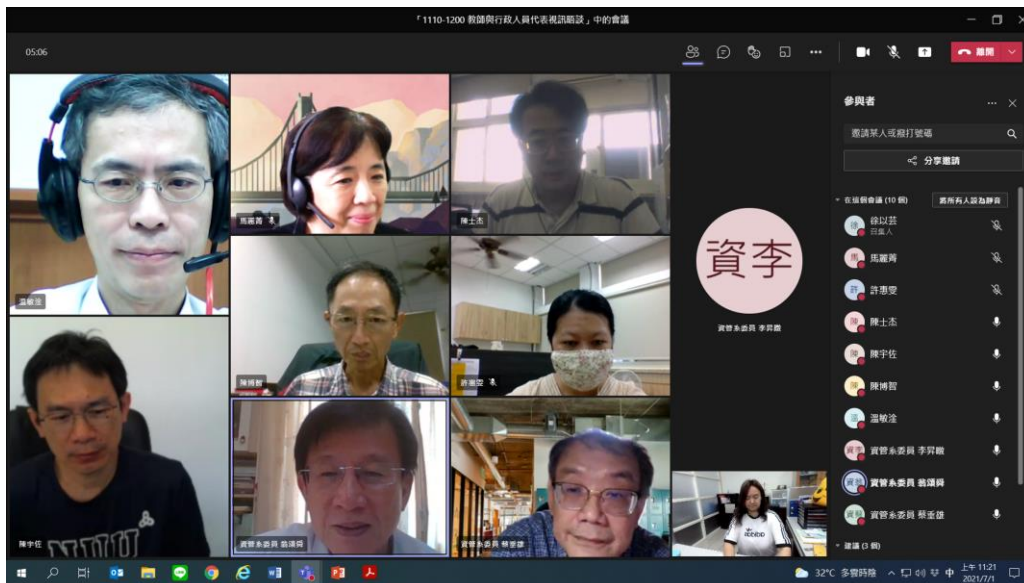 「1110-1200 教師與行政人員代表視訊晤談」中的會議
05:06
離開
參與者
邀請某人或撥打號碼
分享邀請
在這個會議 (10 個)
將所有人設為靜音
徐以芸
召集人
馬麗菁
許惠雯
陳士杰
陳宇佐
陳博智
溫敏淦
資管系委員 李昇暾
資管系委員 翁頌舜
資管系委員 蔡垂雄
建議 (3 個)
溫敏淦
馬麗菁
陳士杰
陳博智
許惠雯
陳宇佐
資管系委員 翁頌舜
資管系委員 蔡垂雄
資李
資管系委員 李昇暾
adidas
32°C 多雲時陰
中
上午 11:21
2021/7/1